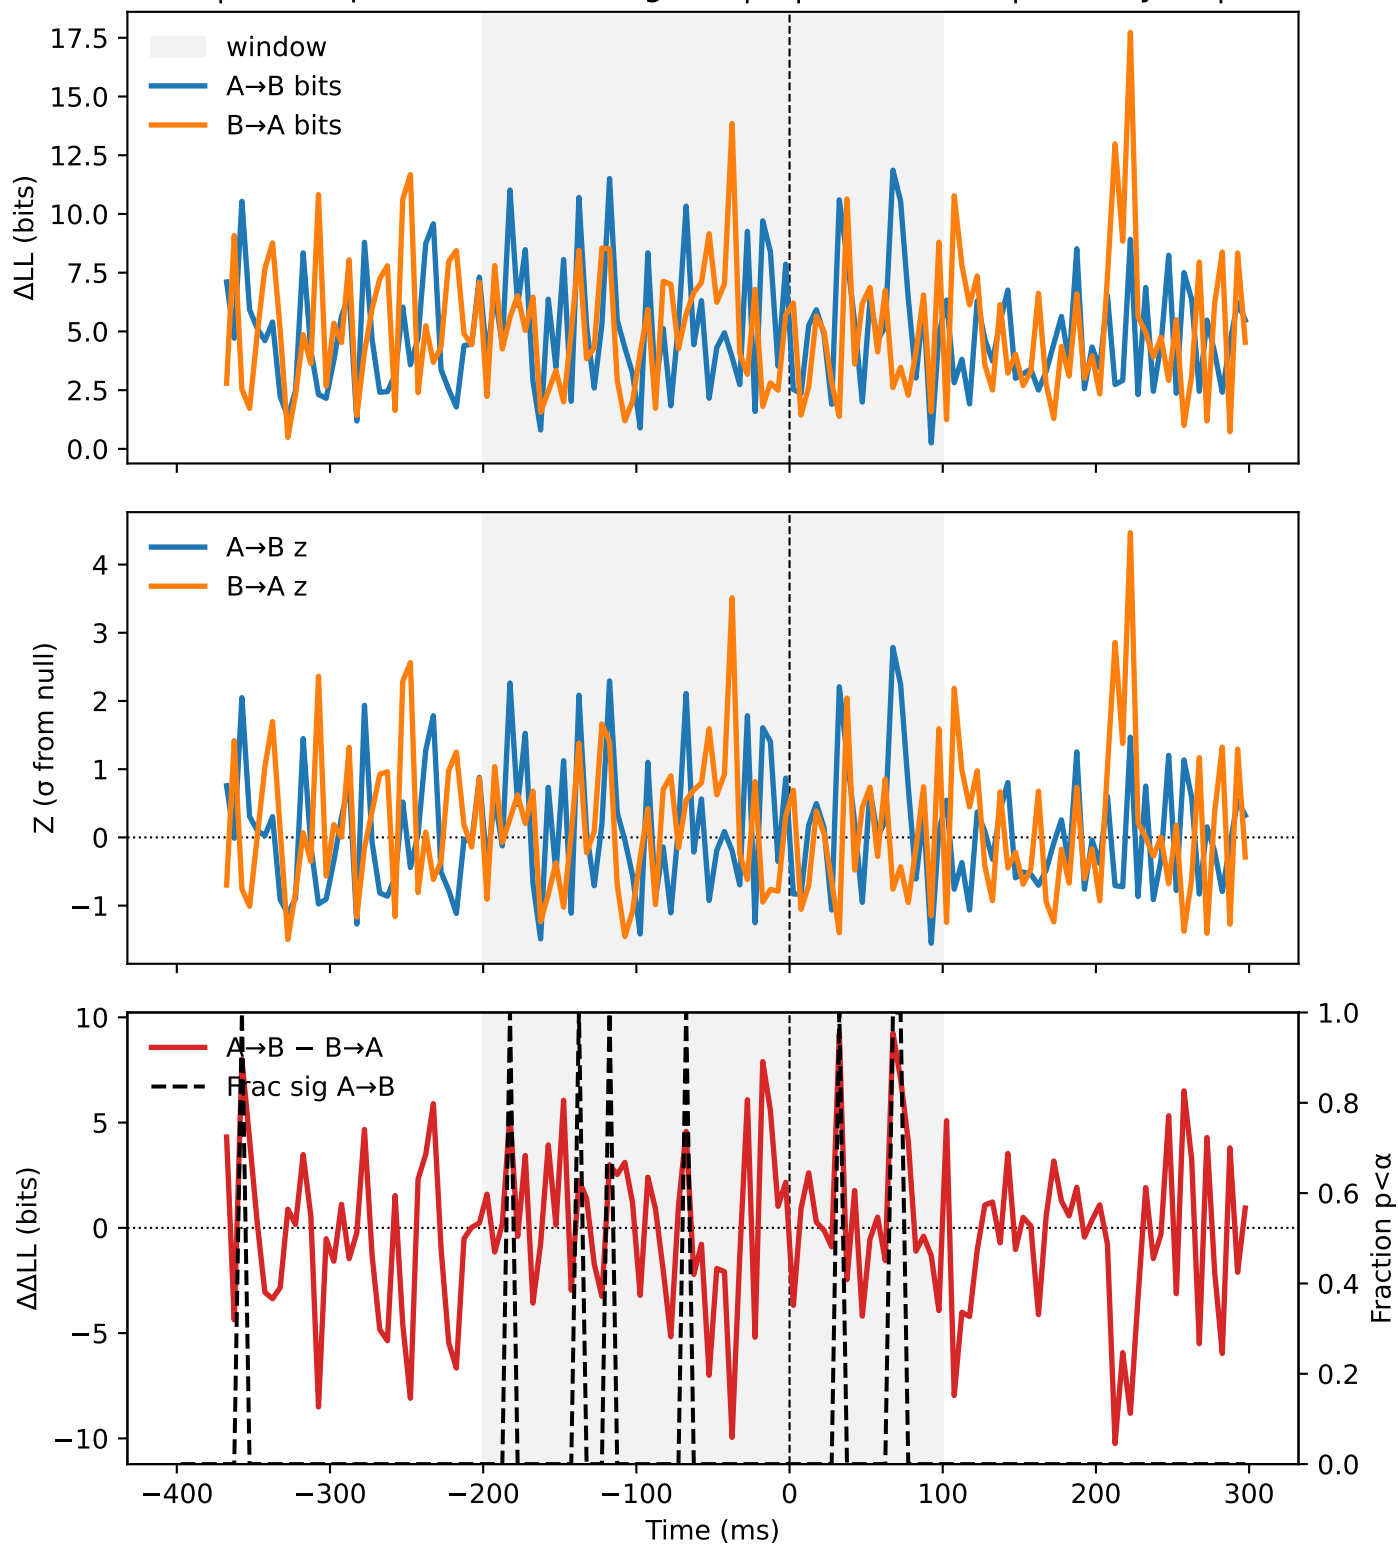 window
A→B bits
B→A bits
ΔLL (bits)
17.5
15.0
12.5
10.0
7.5
5.0
2.5
0.0
A→B z
B→A z
Z (σ from null)
4
3
2
1
0
−1
A→B − B→A
Frac sig A→B
ΔΔLL (bits)
10
5
0
−5
−10
1.0
0.8
0.6
0.4
0.2
0.0
Fraction p<α
−400 −300 −200 −100 0 100 200 300
Time (ms)